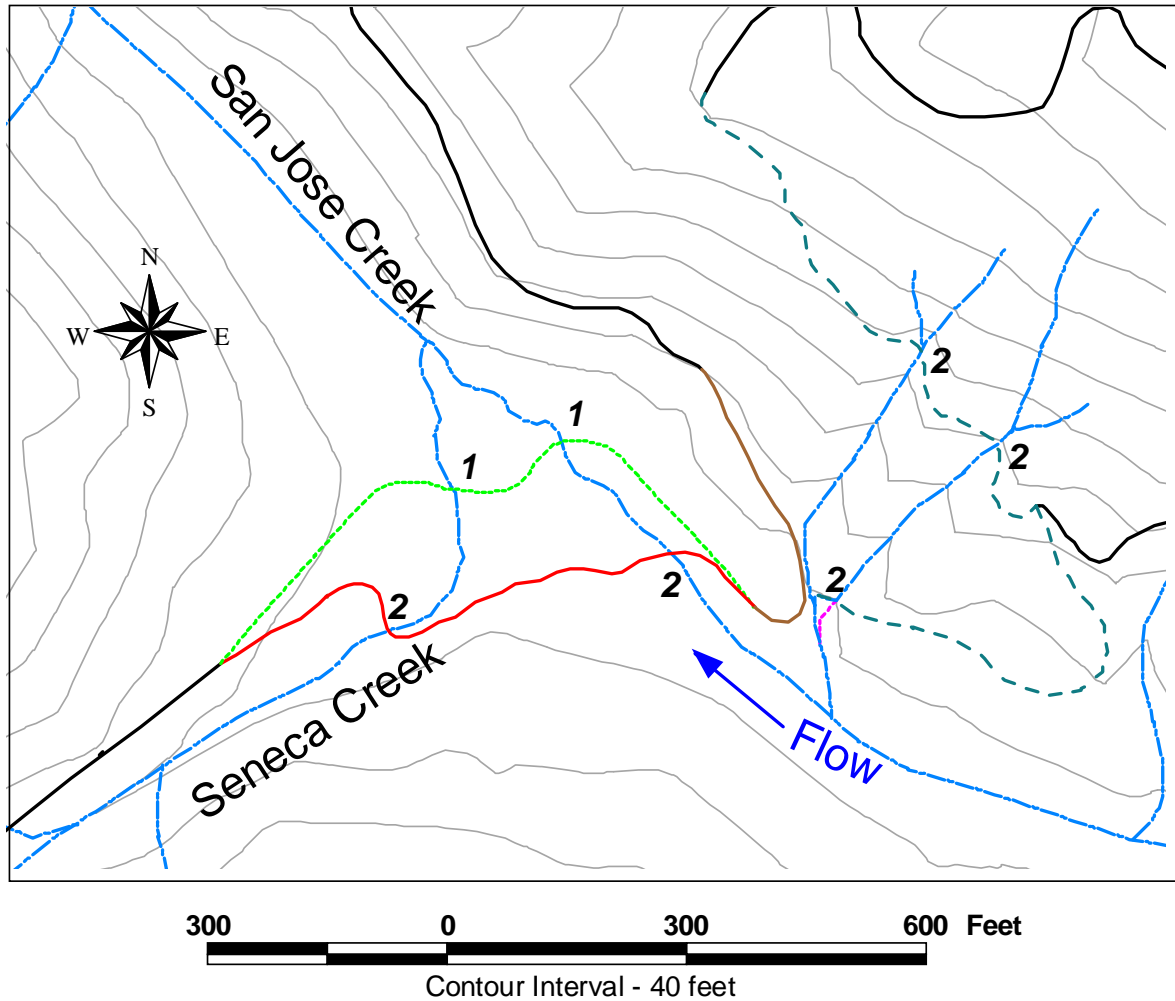 San Jose Creek
N
W
E
S
2
1
1
2
2
2
2
Seneca Creek
Flow
300 0 300 600 Feet
Contour Interval - 40 feet